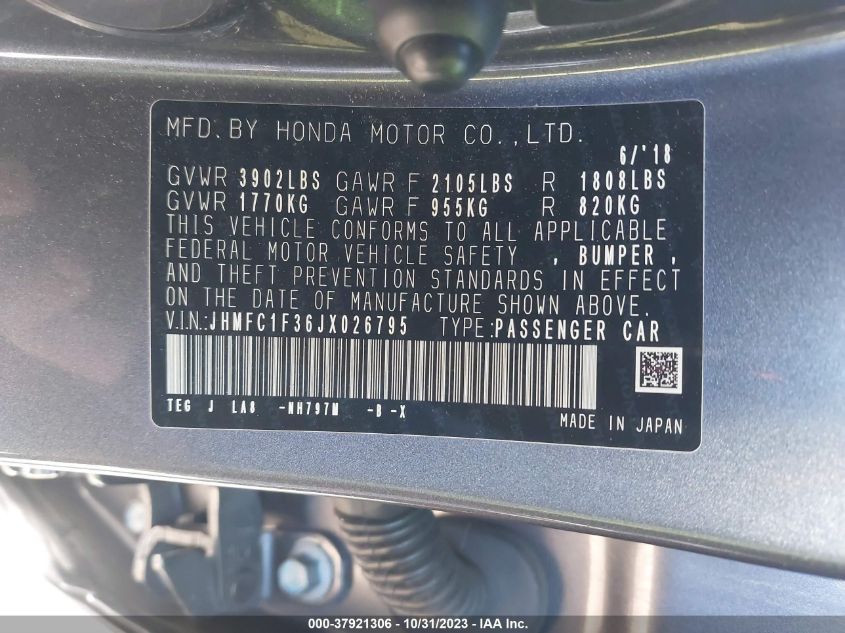 MFD. BY HONDA MOTOR CO., LTD.
6/'18
GVWR 3902LBS GAWR F 2105LBS R 1808LBS
GVWR 1770KG GAWR F 955KG R 820KG
THIS VEHICLE CONFORMS TO ALL APPLICABLE
FEDERAL MOTOR VEHICLE SAFETY , BUMPER ,
AND THEFT PREVENTION STANDARDS IN EFFECT
ON THE DATE OF MANUFACTURE SHOWN ABOVE.
V.I.N.:JHMFC1F36JX026795 TYPE:PASSENGER CAR
TEG J LA8 -NH797M -B -X
MADE IN JAPAN
000-37921306 - 10/31/2023 - IAA Inc.